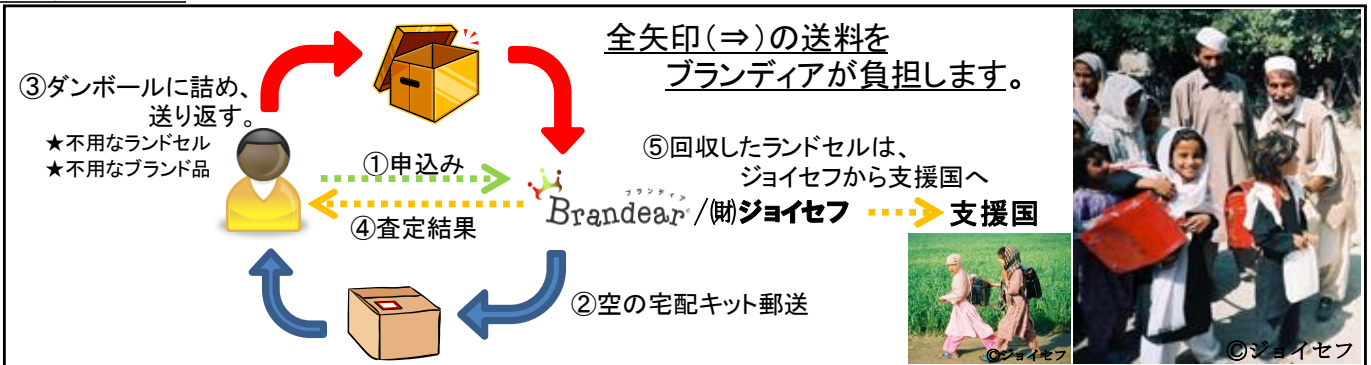 全矢印(⇒)の送料を
ブランディアが負担します。
③ダンボールに詰め、
送り返す。
★不用なランドセル
★不用なブランド品
①申込み
④査定結果
⑤回収したランドセルは、
ジョイセフから支援国へ
ブランディア
Brandear®/㈶ジョイセフ
支援国
②空の宅配キット郵送
©ジョイセフ
©ジョイセフ